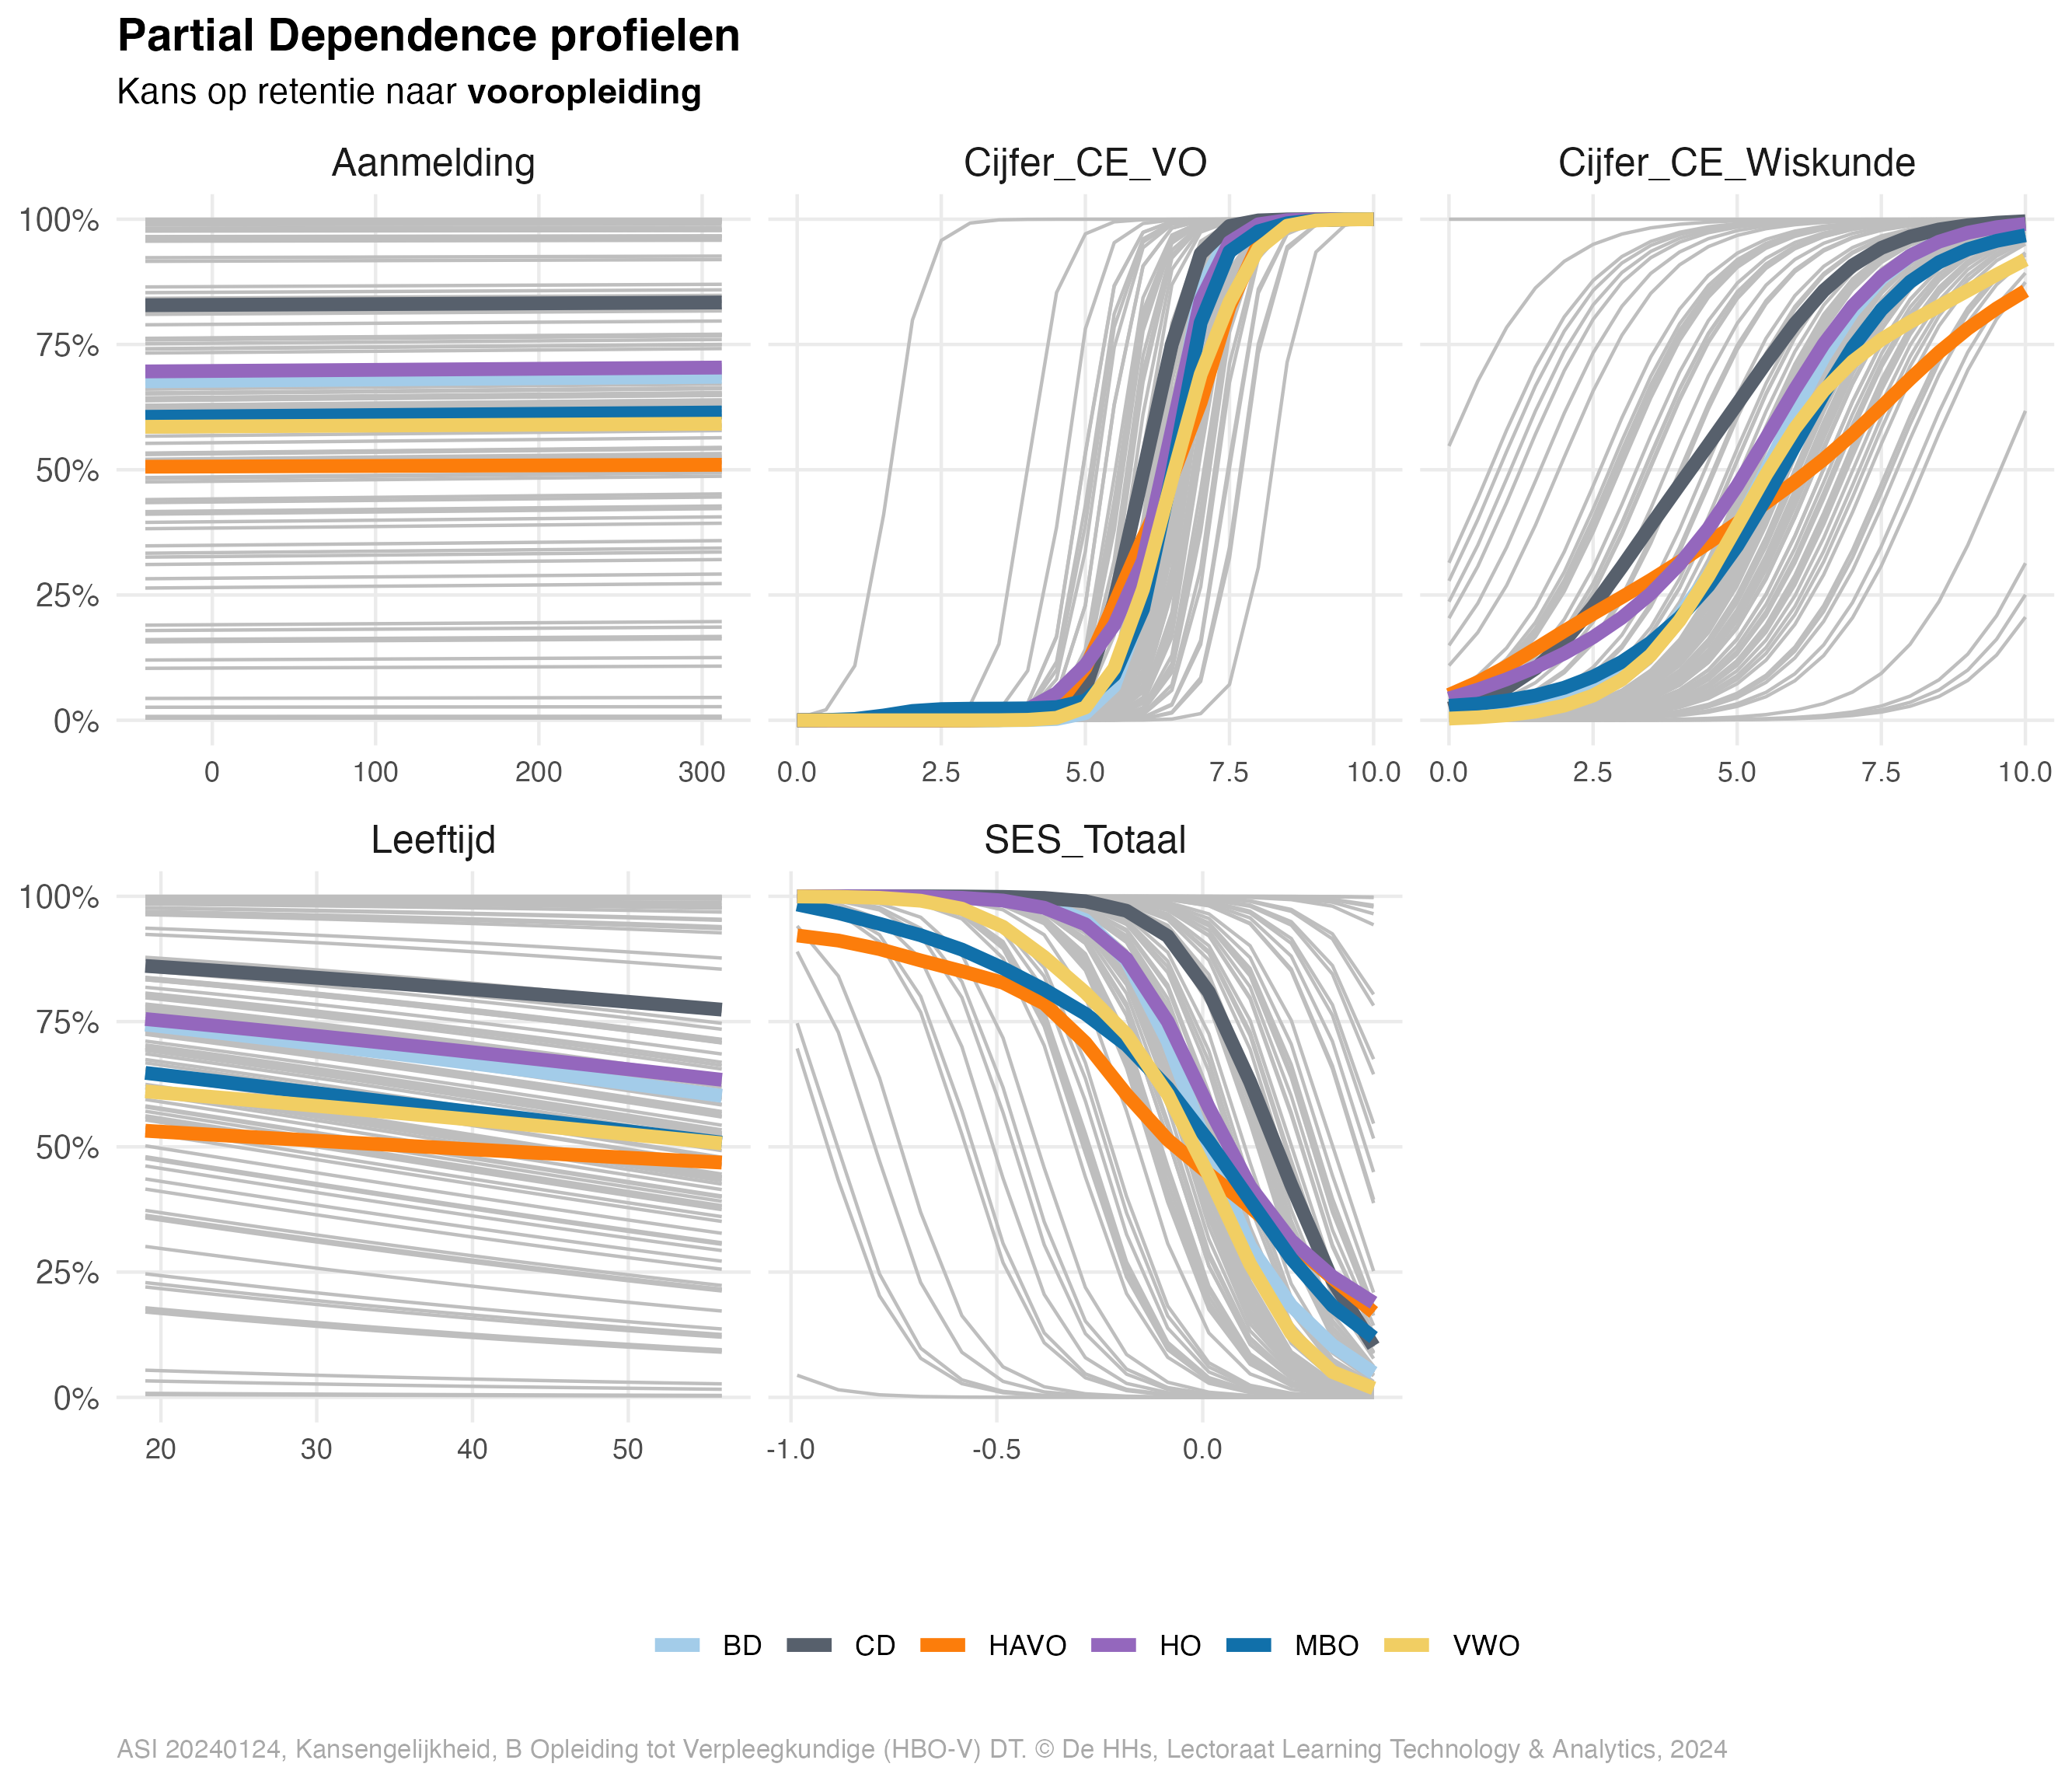 Partial Dependence profielen
Kans op retentie naar vooropleiding
Aanmelding
Cijfer_CE_VO
Cijfer_CE_Wiskunde
100%
75%
50%
25%
0%
0 100 200 300
0.0 2.5 5.0 7.5 10.0
0.0 2.5 5.0 7.5 10.0
Leeftijd
SES_Totaal
100%
75%
50%
25%
0%
20 30 40 50
-1.0 -0.5 0.0
BD CD HAVO HO MBO VWO
ASI 20240124, Kansengelijkheid, B Opleiding tot Verpleegkundige (HBO-V) DT. © De HHs, Lectoraat Learning Technology & Analytics, 2024